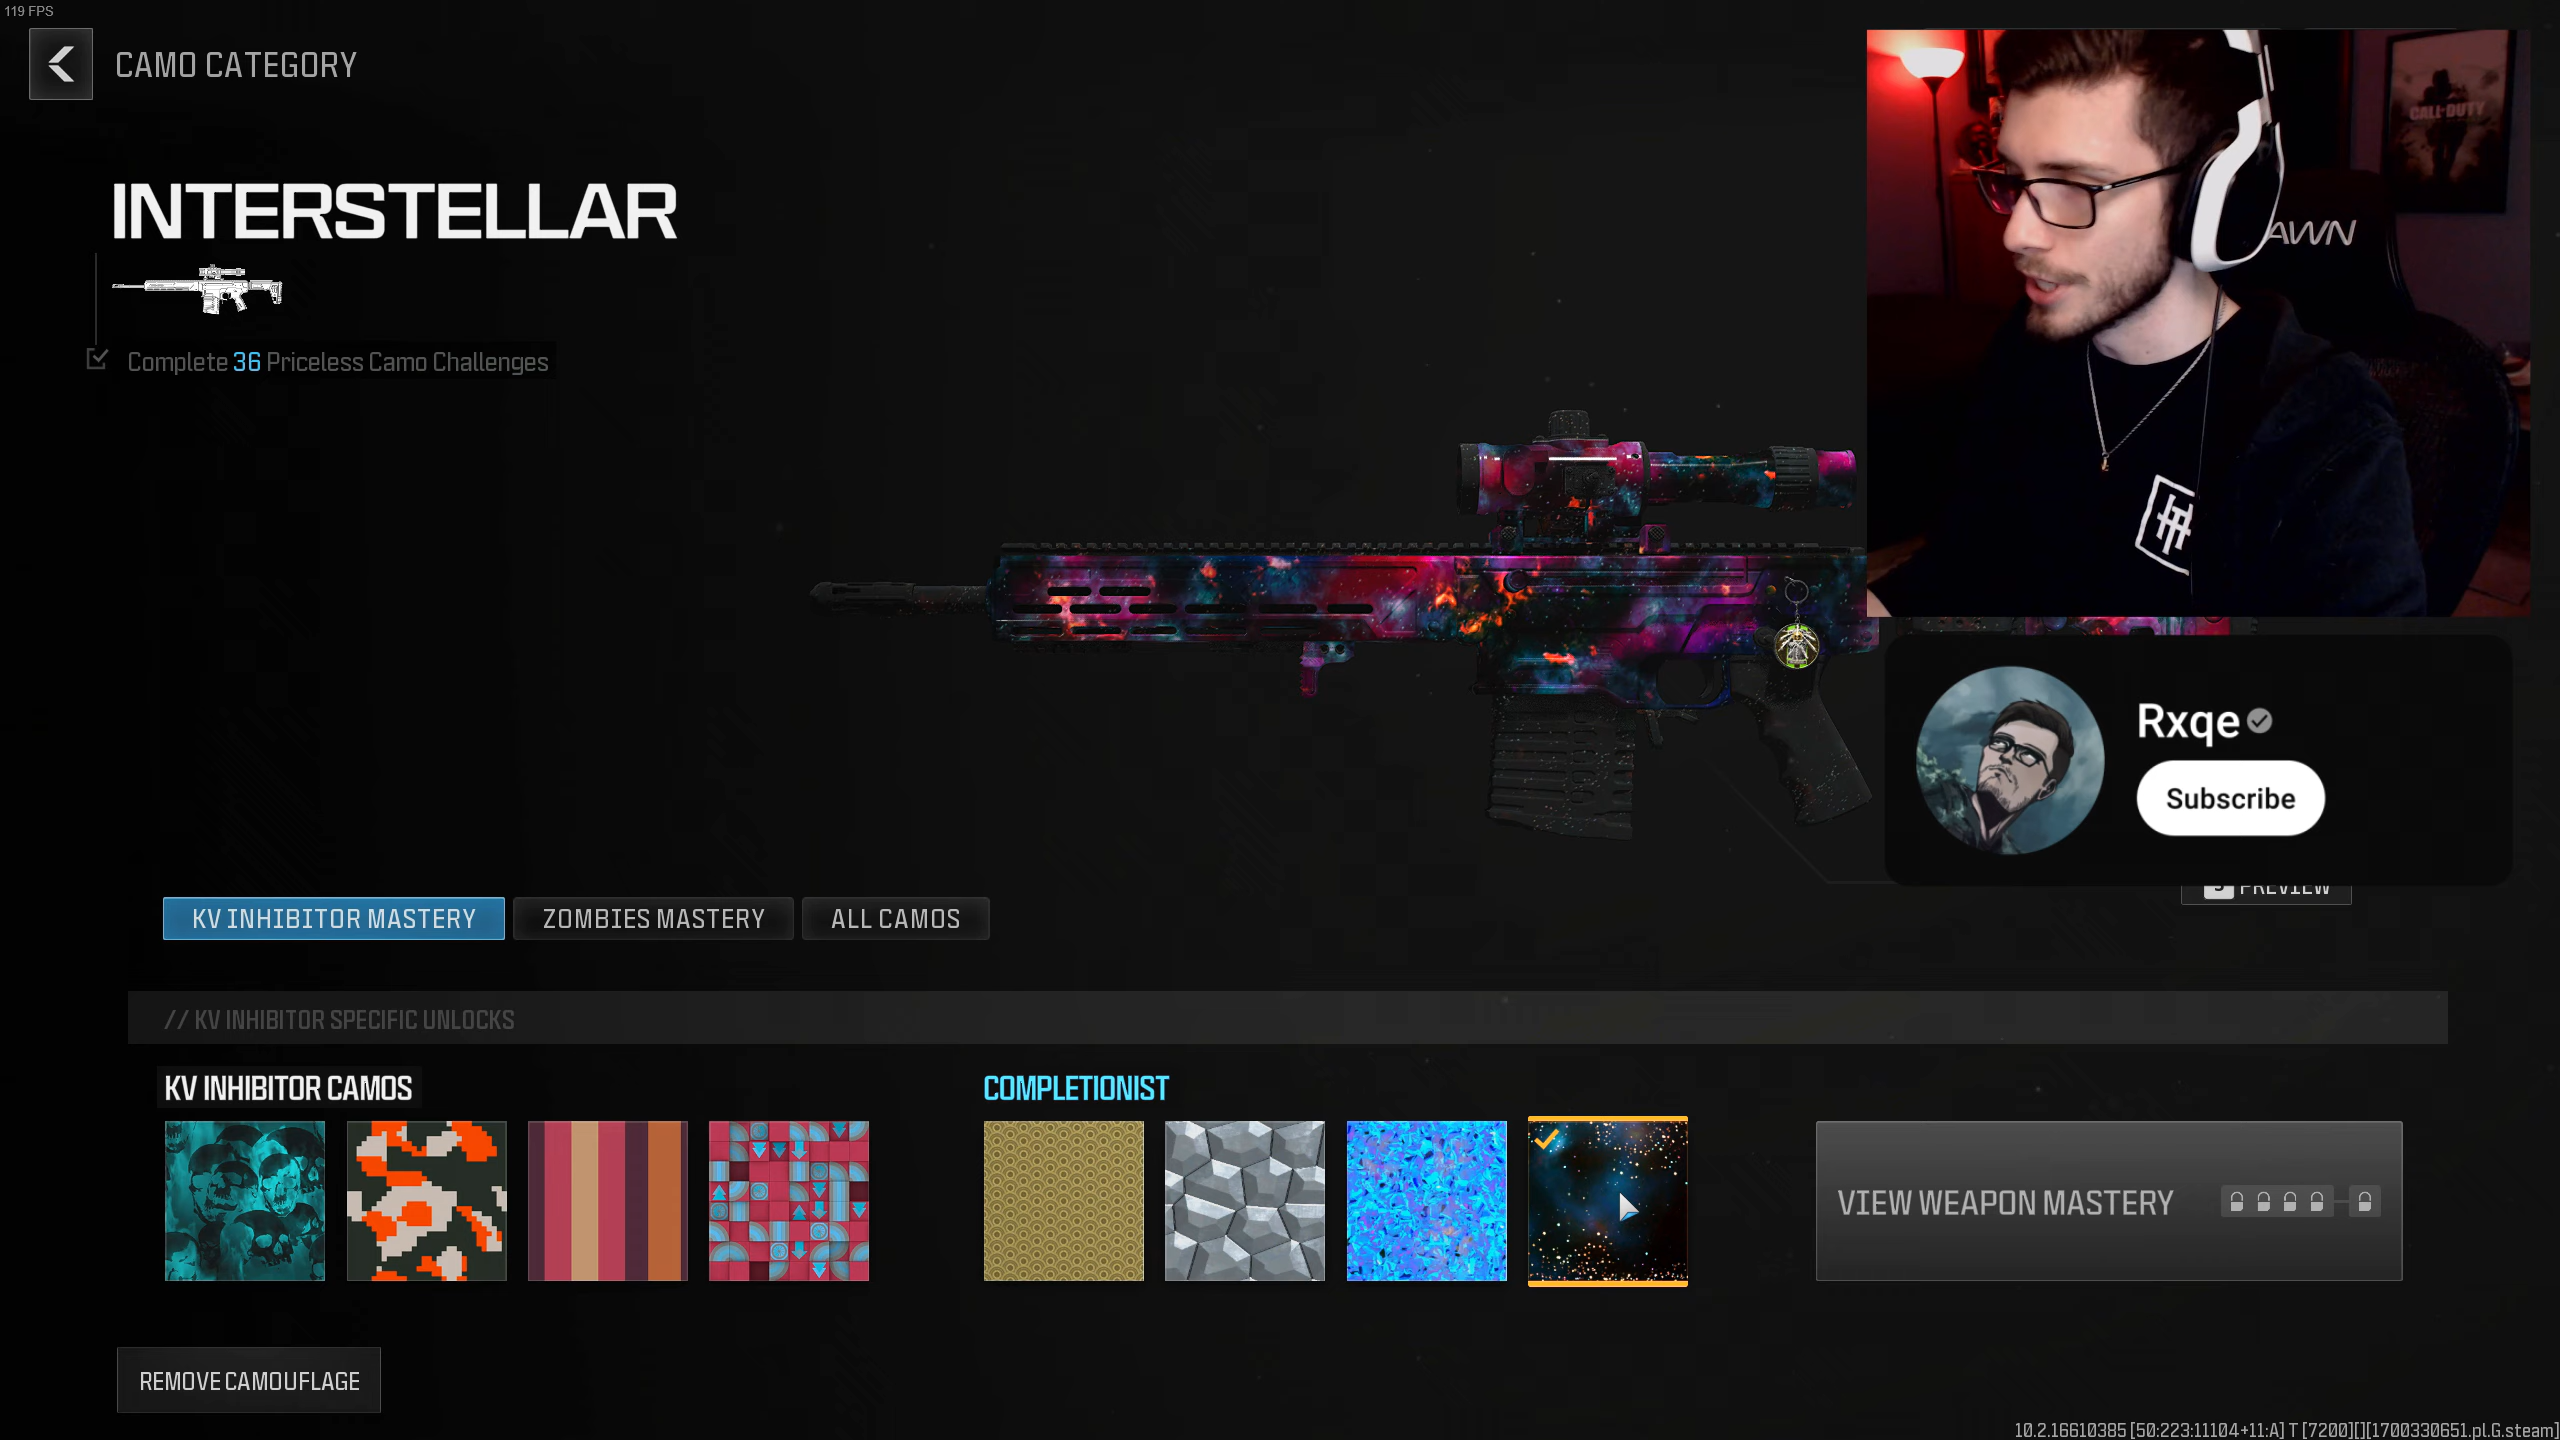 119 FPS
CAMO CATEGORY
INTERSTELLAR
Complete 36 Priceless Camo Challenges
CALL OF DUTY
AWN
Rxqe
Subscribe
PREVIEW
KV INHIBITOR MASTERY
ZOMBIES MASTERY
ALL CAMOS
// KV INHIBITOR SPECIFIC UNLOCKS
KV INHIBITOR CAMOS
COMPLETIONIST
VIEW WEAPON MASTERY
REMOVE CAMOUFLAGE
10.2.16610385 [50:223:11104+11:A] T [7200][][1700330651.pl.G.steam]